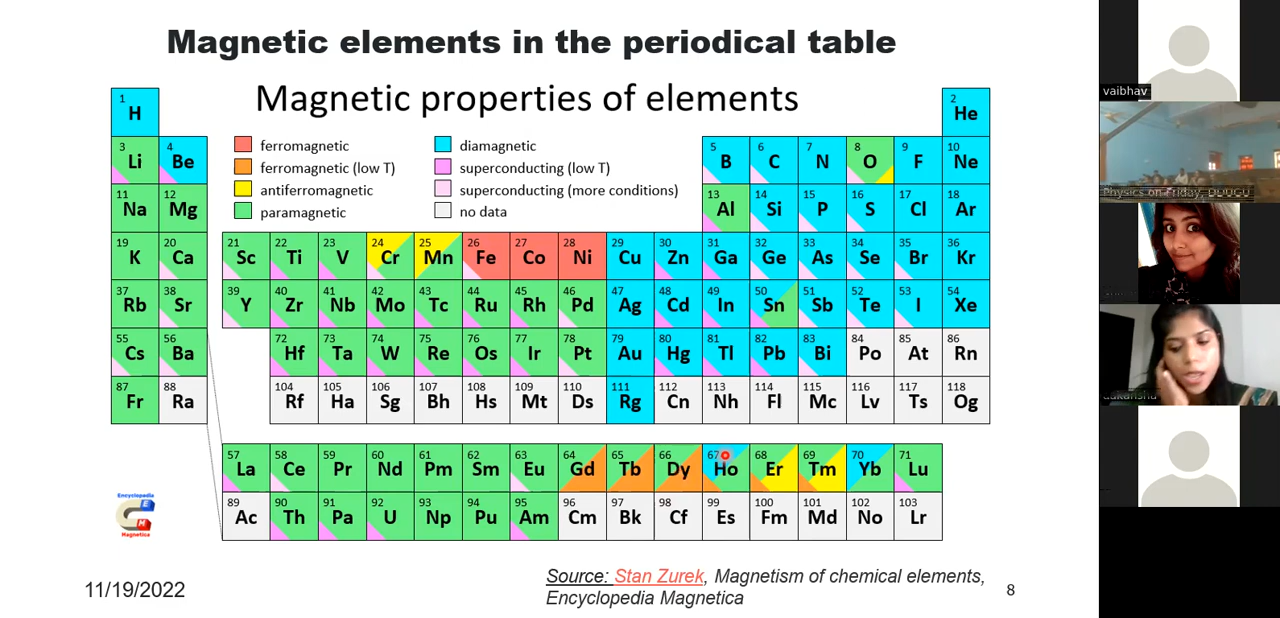 Magnetic elements in the periodical table
Magnetic properties of elements
ferromagnetic
ferromagnetic (low T)
antiferromagnetic
paramagnetic
diamagnetic
superconducting (low T)
superconducting (more conditions)
no data
1 H 2 He
3 Li 4 Be 5 B 6 C 7 N 8 O 9 F 10 Ne
11 Na 12 Mg 13 Al 14 Si 15 P 16 S 17 Cl 18 Ar
19 K 20 Ca 21 Sc 22 Ti 23 V 24 Cr 25 Mn 26 Fe 27 Co 28 Ni 29 Cu 30 Zn 31 Ga 32 Ge 33 As 34 Se 35 Br 36 Kr
37 Rb 38 Sr 39 Y 40 Zr 41 Nb 42 Mo 43 Tc 44 Ru 45 Rh 46 Pd 47 Ag 48 Cd 49 In 50 Sn 51 Sb 52 Te 53 I 54 Xe
55 Cs 56 Ba 72 Hf 73 Ta 74 W 75 Re 76 Os 77 Ir 78 Pt 79 Au 80 Hg 81 Tl 82 Pb 83 Bi 84 Po 85 At 86 Rn
87 Fr 88 Ra 104 Rf 105 Ha 106 Sg 107 Bh 108 Hs 109 Mt 110 Ds 111 Rg 112 Cn 113 Nh 114 Fl 115 Mc 116 Lv 117 Ts 118 Og
57 La 58 Ce 59 Pr 60 Nd 61 Pm 62 Sm 63 Eu 64 Gd 65 Tb 66 Dy 67 Ho 68 Er 69 Tm 70 Yb 71 Lu
89 Ac 90 Th 91 Pa 92 U 93 Np 94 Pu 95 Am 96 Cm 97 Bk 98 Cf 99 Es 100 Fm 101 Md 102 No 103 Lr
Encyclopedia
E
M
Magnetica
11/19/2022
Source: Stan Zurek, Magnetism of chemical elements,
Encyclopedia Magnetica
8
vaibhav
Physics on Friday, DDUGU